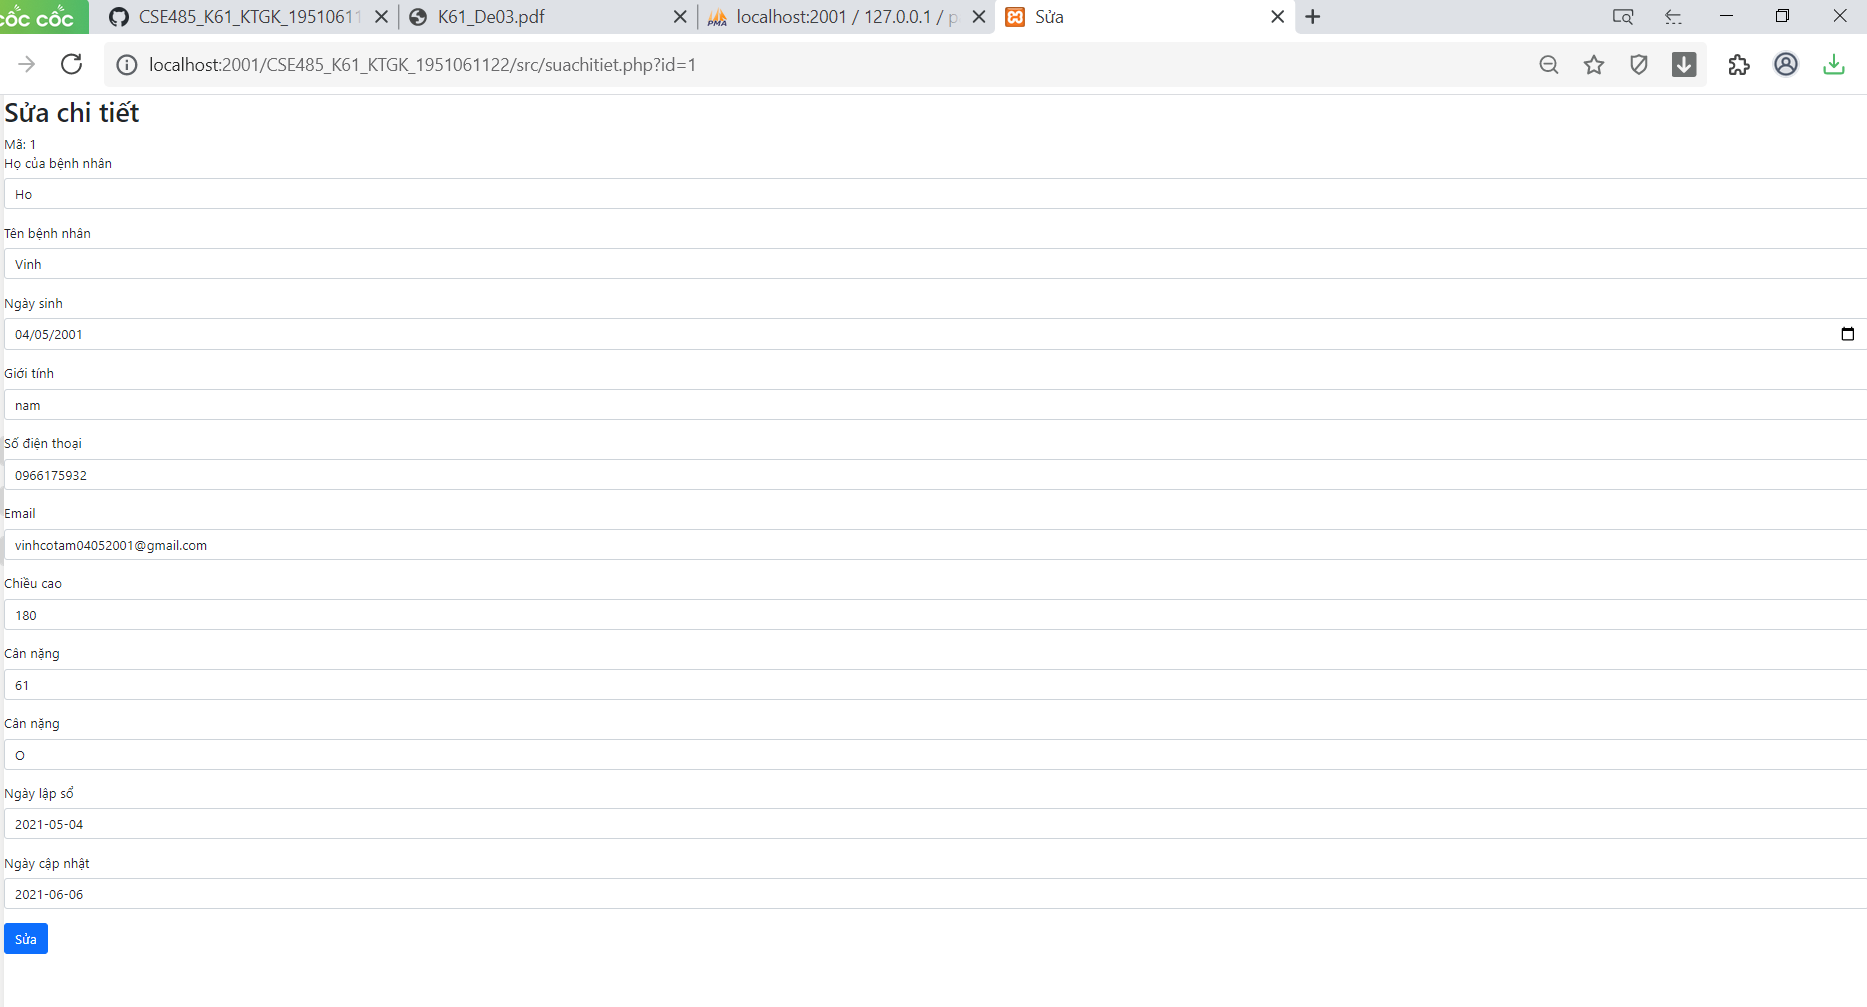 cốc cốc
CSE485_K61_KTGK_19510611
K61_De03.pdf
PMA
localhost:2001 / 127.0.0.1 / p
Sửa
localhost:2001/CSE485_K61_KTGK_1951061122/src/suachitiet.php?id=1
Sửa chi tiết
Mã: 1
Họ của bệnh nhân
Ho
Tên bệnh nhân
Vinh
Ngày sinh
04/05/2001
Giới tính
nam
Số điện thoại
0966175932
Email
vinhcotam04052001@gmail.com
Chiều cao
180
Cân nặng
61
Cân nặng
O
Ngày lập sổ
2021-05-04
Ngày cập nhật
2021-06-06
Sửa